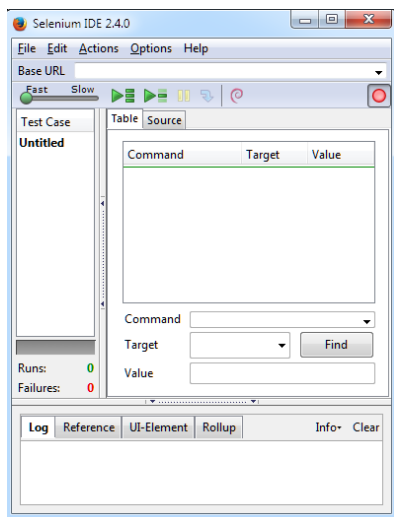 Selenium IDE 2.4.0
File Edit Actions Options Help
Base URL
Fast Slow
Test Case
Untitled
Table Source
Command Target Value
Command
Target Find
Value
Runs: 0
Failures: 0
Log Reference UI-Element Rollup Info Clear